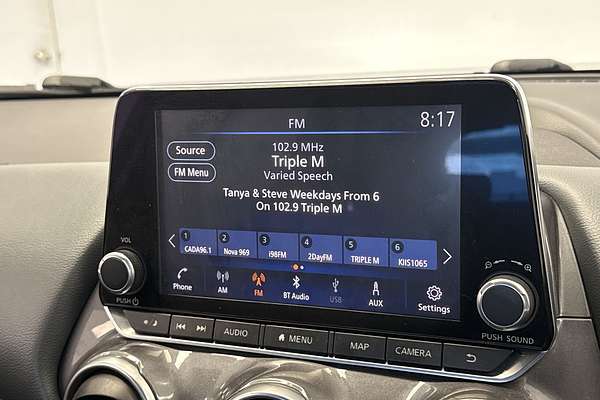 FM
8:17
Source
FM Menu
102.9 MHz
Triple M
Varied Speech
Tanya & Steve Weekdays From 6
On 102.9 Triple M
1 CADA96.1
2 Nova 969
3 i98FM
4 2DayFM
5 TRIPLE M
6 KIIS1065
Phone
AM
FM
BT Audio
USB
AUX
Settings
VOL
PUSH
PUSH SOUND
AUDIO
MENU
MAP
CAMERA